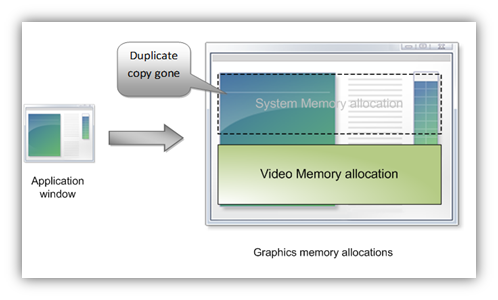 Duplicate
copy gone
System Memory allocation
Video Memory allocation
Application
window
Graphics memory allocations